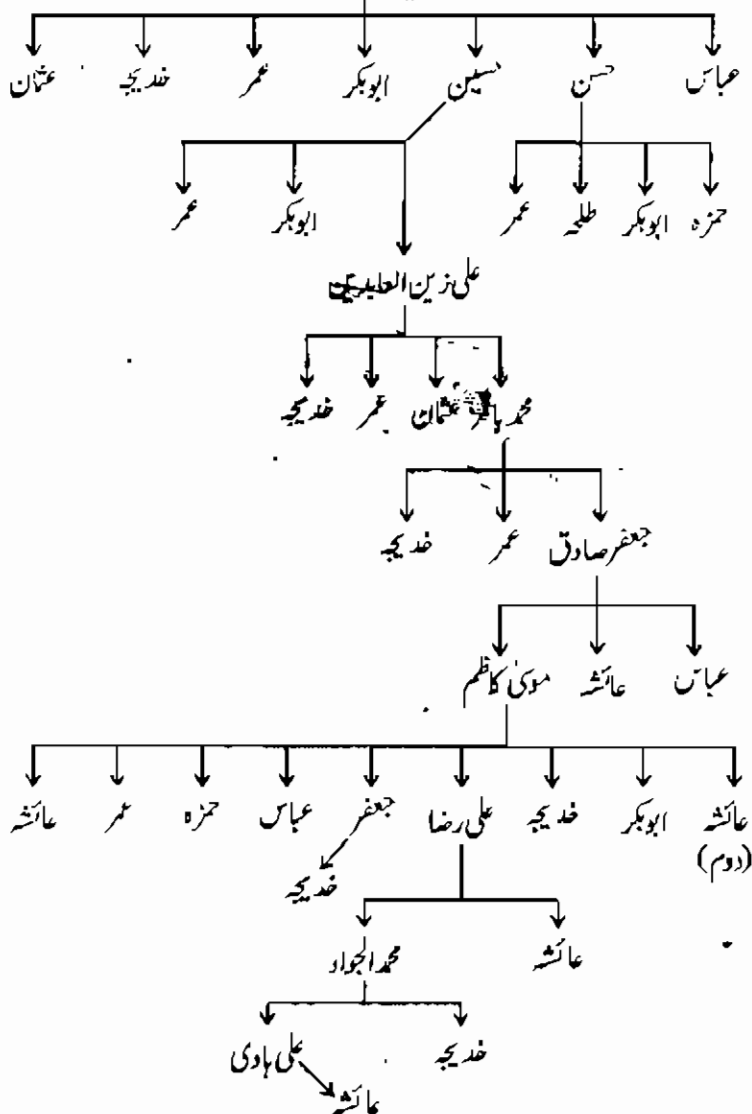 عباس حسن حسین ابوبکر عمر خدیجہ عثمان
حمزہ ابوبکر طلحہ عمر ابوبکر عمر
علی زین العابدین
محمد باقر عثمان عمر خدیجہ
جعفر صادق عمر خدیجہ
عباس عائشہ موسیٰ کاظم
عائشہ ابوبکر خدیجہ علی رضا جعفر عباس حمزہ عمر عائشہ
(دوم)
خدیجہ
عائشہ محمد الجواد
خدیجہ علی ہادی
عائشہ